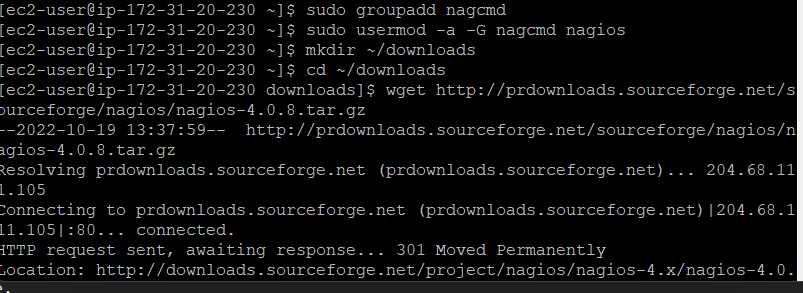 [ec2-user@ip-172-31-20-230 ~]$ sudo groupadd nagcmd
[ec2-user@ip-172-31-20-230 ~]$ sudo usermod -a -G nagcmd nagios
[ec2-user@ip-172-31-20-230 ~]$ mkdir ~/downloads
[ec2-user@ip-172-31-20-230 ~]$ cd ~/downloads
[ec2-user@ip-172-31-20-230 downloads]$ wget http://prdownloads.sourceforge.net/s
ourceforge/nagios/nagios-4.0.8.tar.gz
--2022-10-19 13:37:59--  http://prdownloads.sourceforge.net/sourceforge/nagios/n
agios-4.0.8.tar.gz
Resolving prdownloads.sourceforge.net (prdownloads.sourceforge.net)... 204.68.11
1.105
Connecting to prdownloads.sourceforge.net (prdownloads.sourceforge.net)|204.68.1
11.105|:80... connected.
HTTP request sent, awaiting response... 301 Moved Permanently
Location: http://downloads.sourceforge.net/project/nagios/nagios-4.x/nagios-4.0.